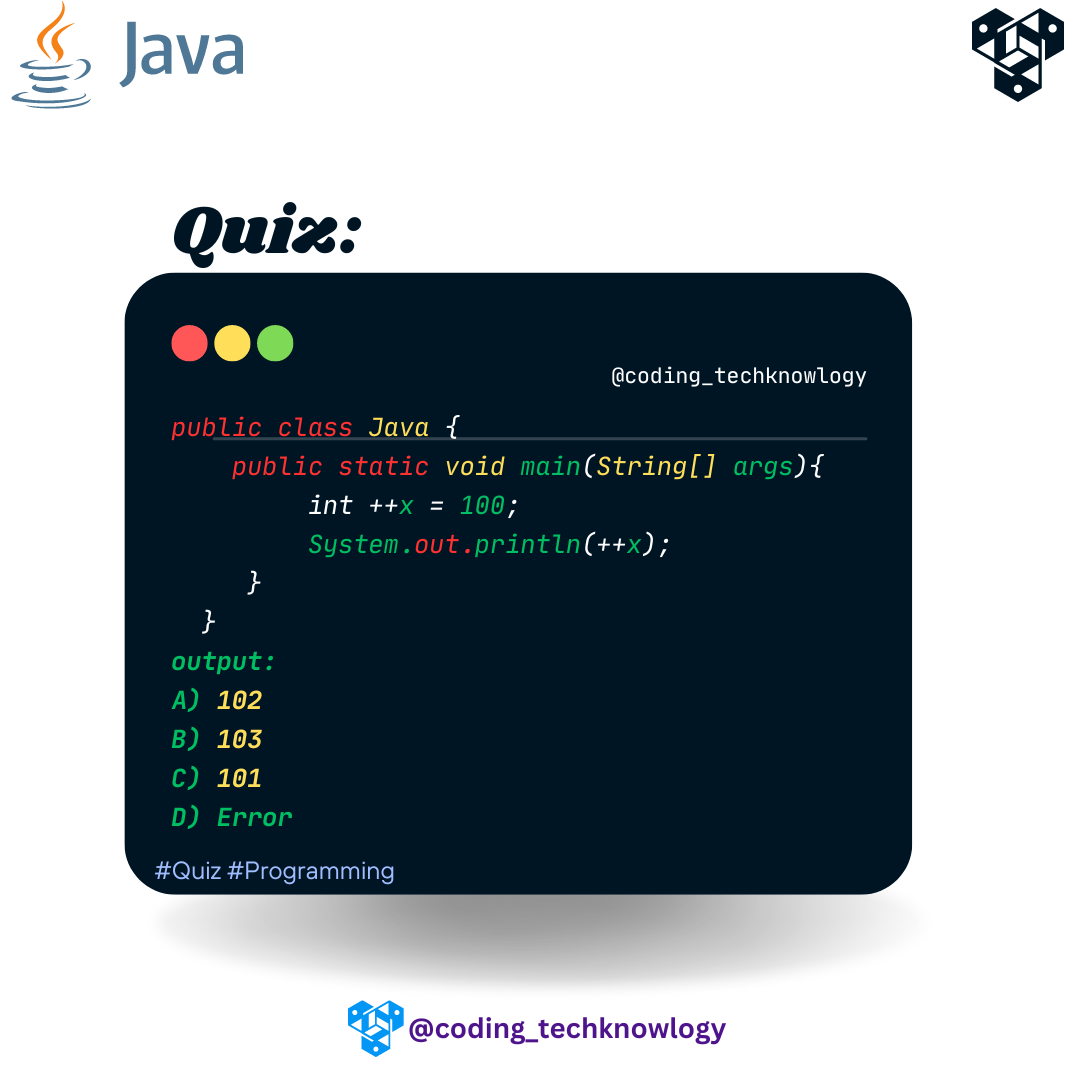 Java
Quiz:
@coding_techknowlogy
public class Java {
public static void main(String[] args){
int ++x = 100;
System.out.println(++x);
}
}
output:
A) 102
B) 103
C) 101
D) Error
#Quiz #Programming
@coding_techknowlogy